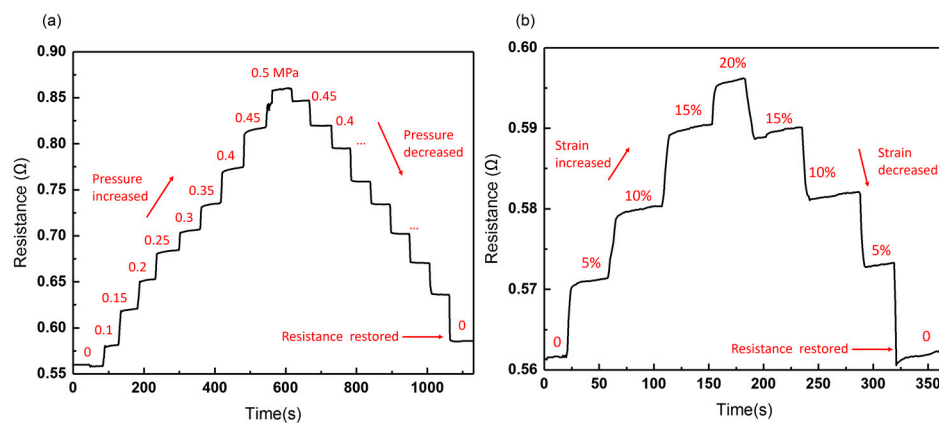 (a)
0.90
0.85
0.80
0.75
0.70
0.65
0.60
0.55
Resistance (Ω)
0
200
400
600
800
1000
Time(s)
0
0.1
0.15
0.2
0.25
0.3
0.35
0.4
0.45
0.5 MPa
0.45
0.4
...
...
0
Pressure
increased
Pressure
decreased
Resistance restored
(b)
0.60
0.59
0.58
0.57
0.56
Resistance (Ω)
0
50
100
150
200
250
300
350
Time(s)
0
5%
10%
15%
20%
15%
10%
5%
0
Strain
increased
Strain
decreased
Resistance restored